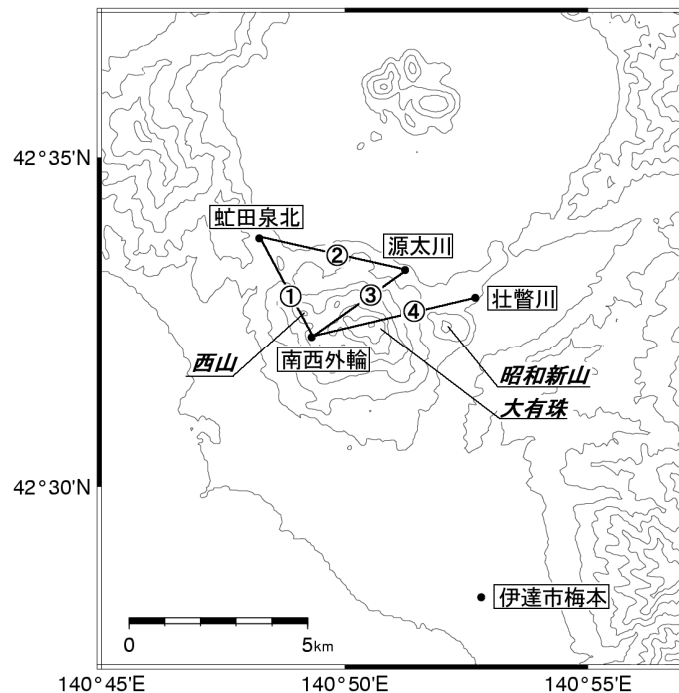 42°35'N
虻田泉北
②
源太川
①
③
④
壮瞥川
西山
南西外輪
昭和新山
大有珠
42°30'N
伊達市梅本
0 5km
140°45'E 140°50'E 140°55'E